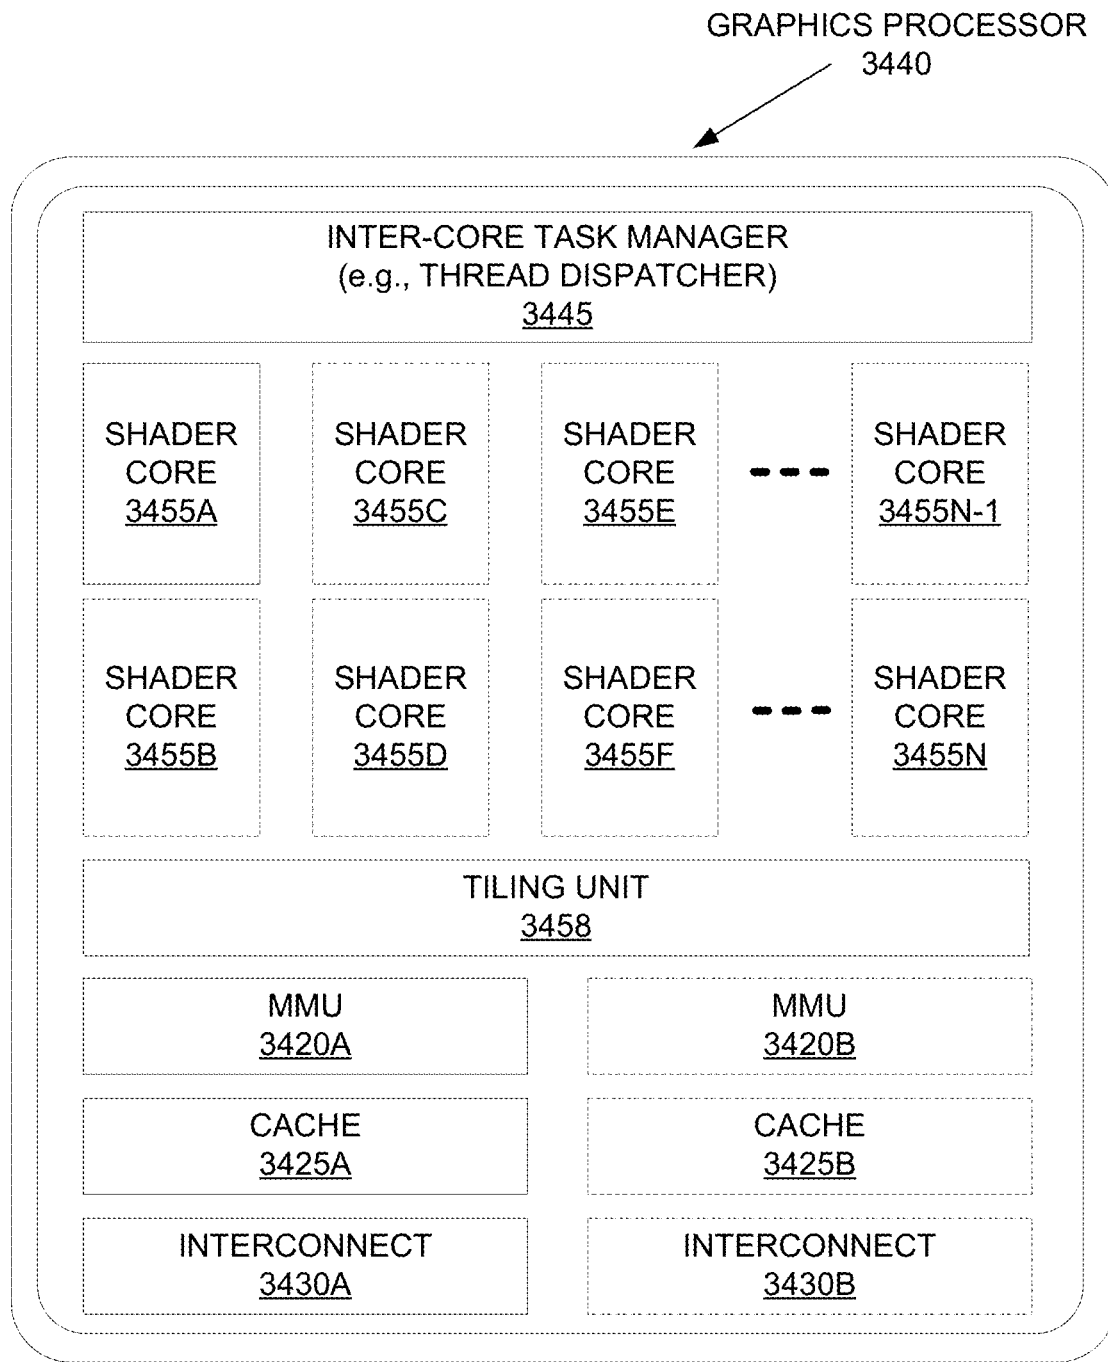 GRAPHICS PROCESSOR
3440
INTER-CORE TASK MANAGER
(e.g., THREAD DISPATCHER)
3445
SHADER
CORE
3455A
SHADER
CORE
3455C
SHADER
CORE
3455E
SHADER
CORE
3455N-1
SHADER
CORE
3455B
SHADER
CORE
3455D
SHADER
CORE
3455F
SHADER
CORE
3455N
TILING UNIT
3458
MMU
3420A
MMU
3420B
CACHE
3425A
CACHE
3425B
INTERCONNECT
3430A
INTERCONNECT
3430B